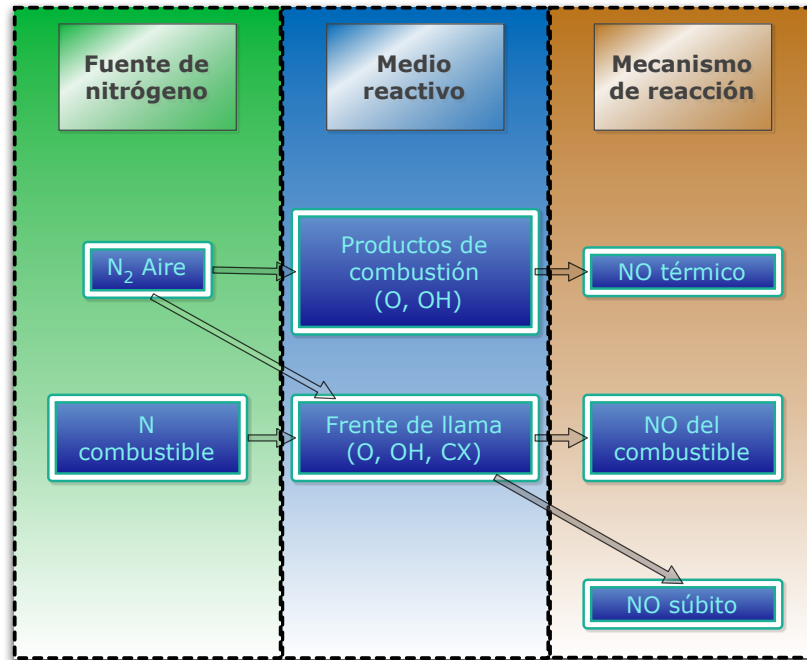 Fuente de
nitrógeno
Medio
reactivo
Mecanismo
de reacción
N₂ Aire
Productos de
combustión
(O, OH)
NO térmico
N
combustible
Frente de llama
(O, OH, CX)
NO del
combustible
NO súbito